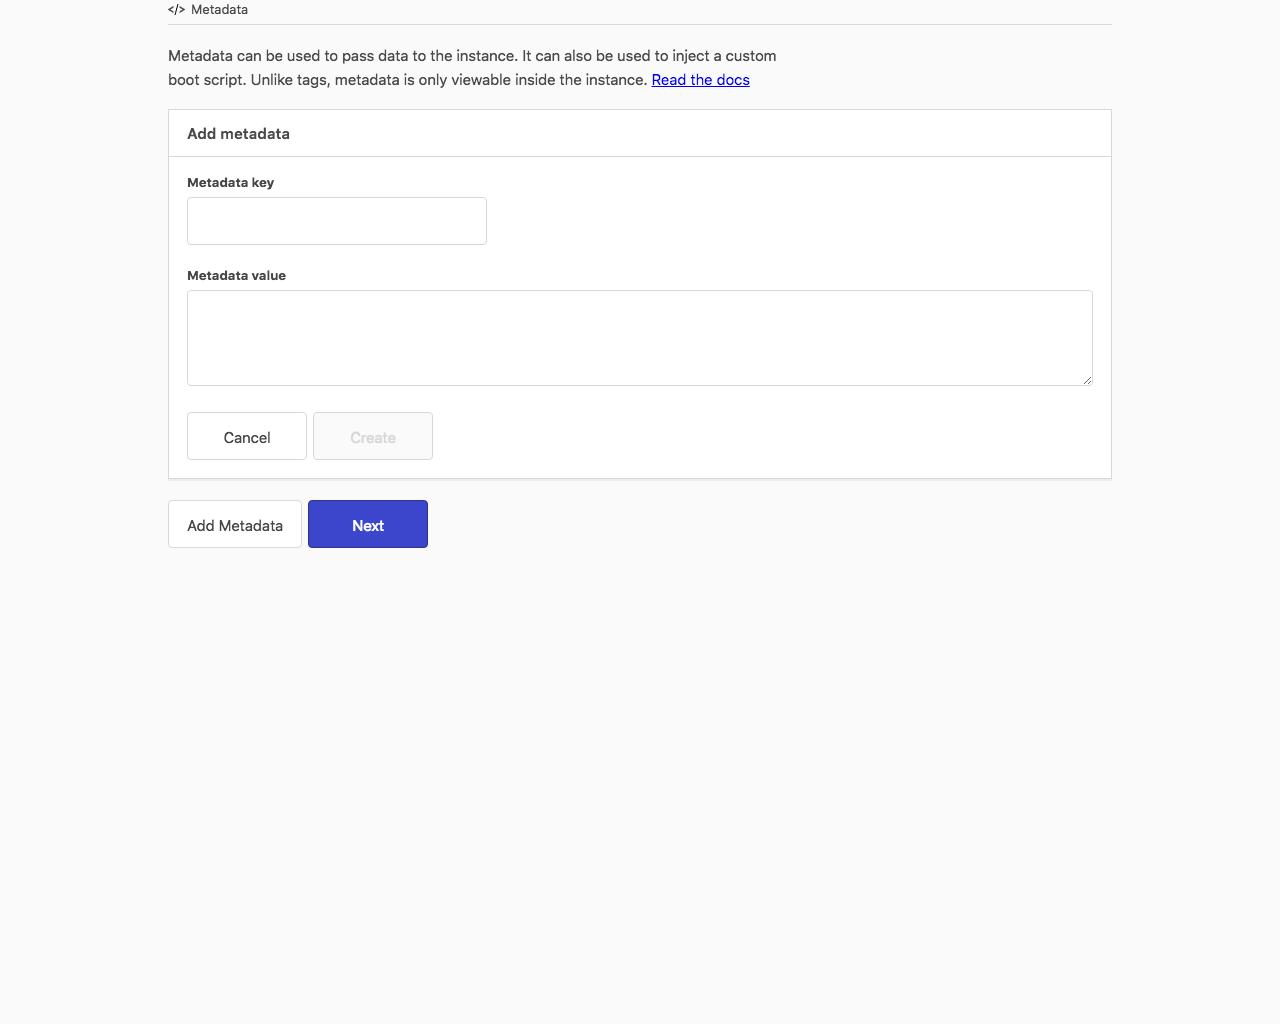 </> Metadata
Metadata can be used to pass data to the instance. It can also be used to inject a custom
boot script. Unlike tags, metadata is only viewable inside the instance. Read the docs
Add metadata
Metadata key
Metadata value
Cancel Create
Add Metadata Next